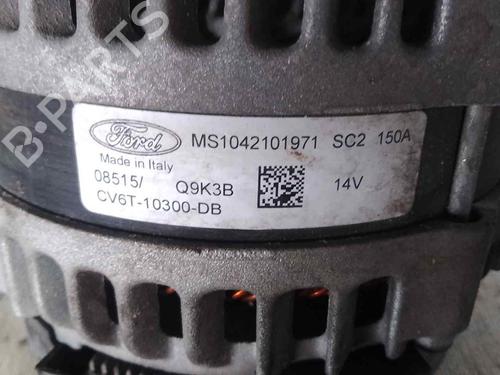 B-PARTS
Ford
MS1042101971 SC2 150A
Made in Italy
08515/ Q9K3B 14V
CV6T-10300-DB